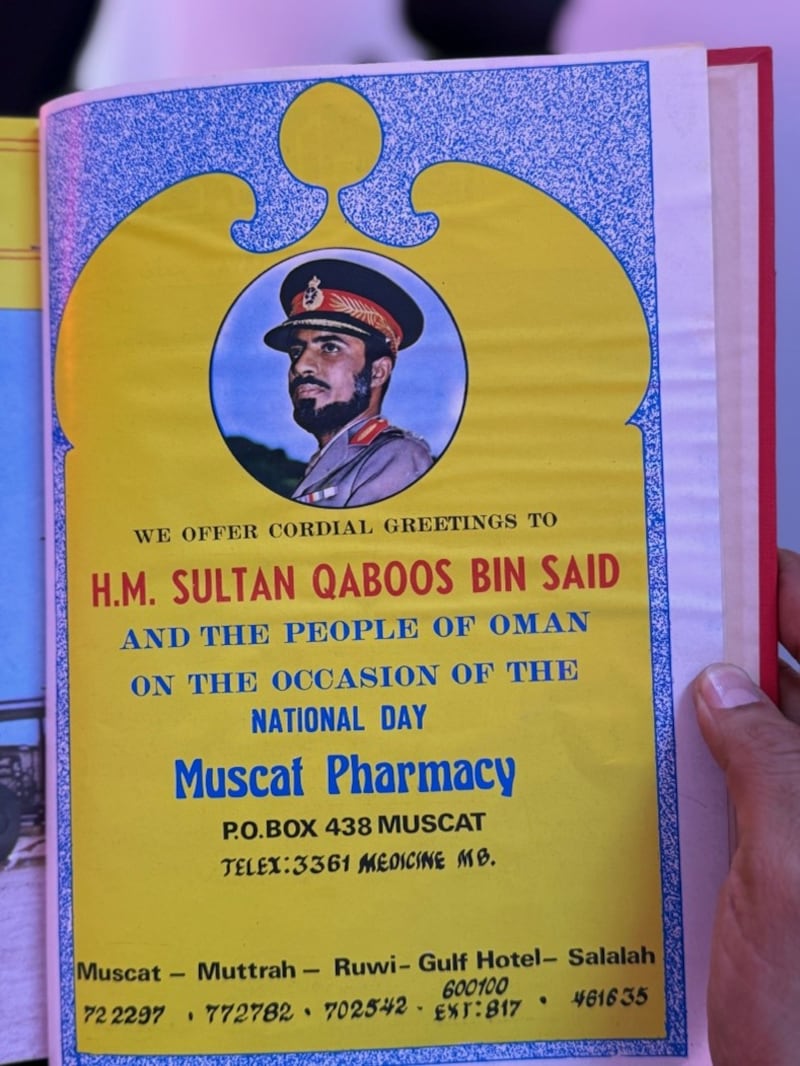 WE OFFER CORDIAL GREETINGS TO
H.M. SULTAN QABOOS BIN SAID
AND THE PEOPLE OF OMAN
ON THE OCCASION OF THE
NATIONAL DAY
Muscat Pharmacy
P.O.BOX 438 MUSCAT
TELEX:3361 MEDICINE MB.
Muscat – Muttrah – Ruwi – Gulf Hotel – Salalah
722297 • 772782 • 702542 - 600100 EXT:817 • 461635